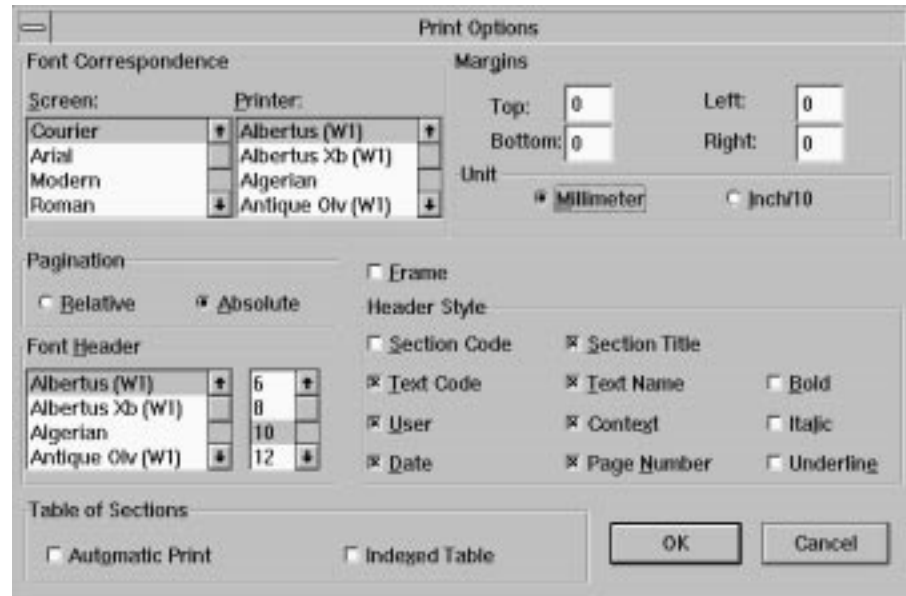 Print Options
Font Correspondence
Screen:
Printer:
Courier
Arial
Modern
Roman
Albertus (W1)
Albertus Xb (W1)
Algerian
Antique Olv (W1)
Margins
Top: 0
Left: 0
Bottom: 0
Right: 0
Unit
Millimeter
Inch/10
Pagination
Relative
Absolute
Font Header
Albertus (W1)
Albertus Xb (W1)
Algerian
Antique Olv (W1)
6
8
10
12
Frame
Header Style
Section Code
Section Title
Text Code
Text Name
Bold
User
Context
Italic
Date
Page Number
Underline
Table of Sections
Automatic Print
Indexed Table
OK
Cancel